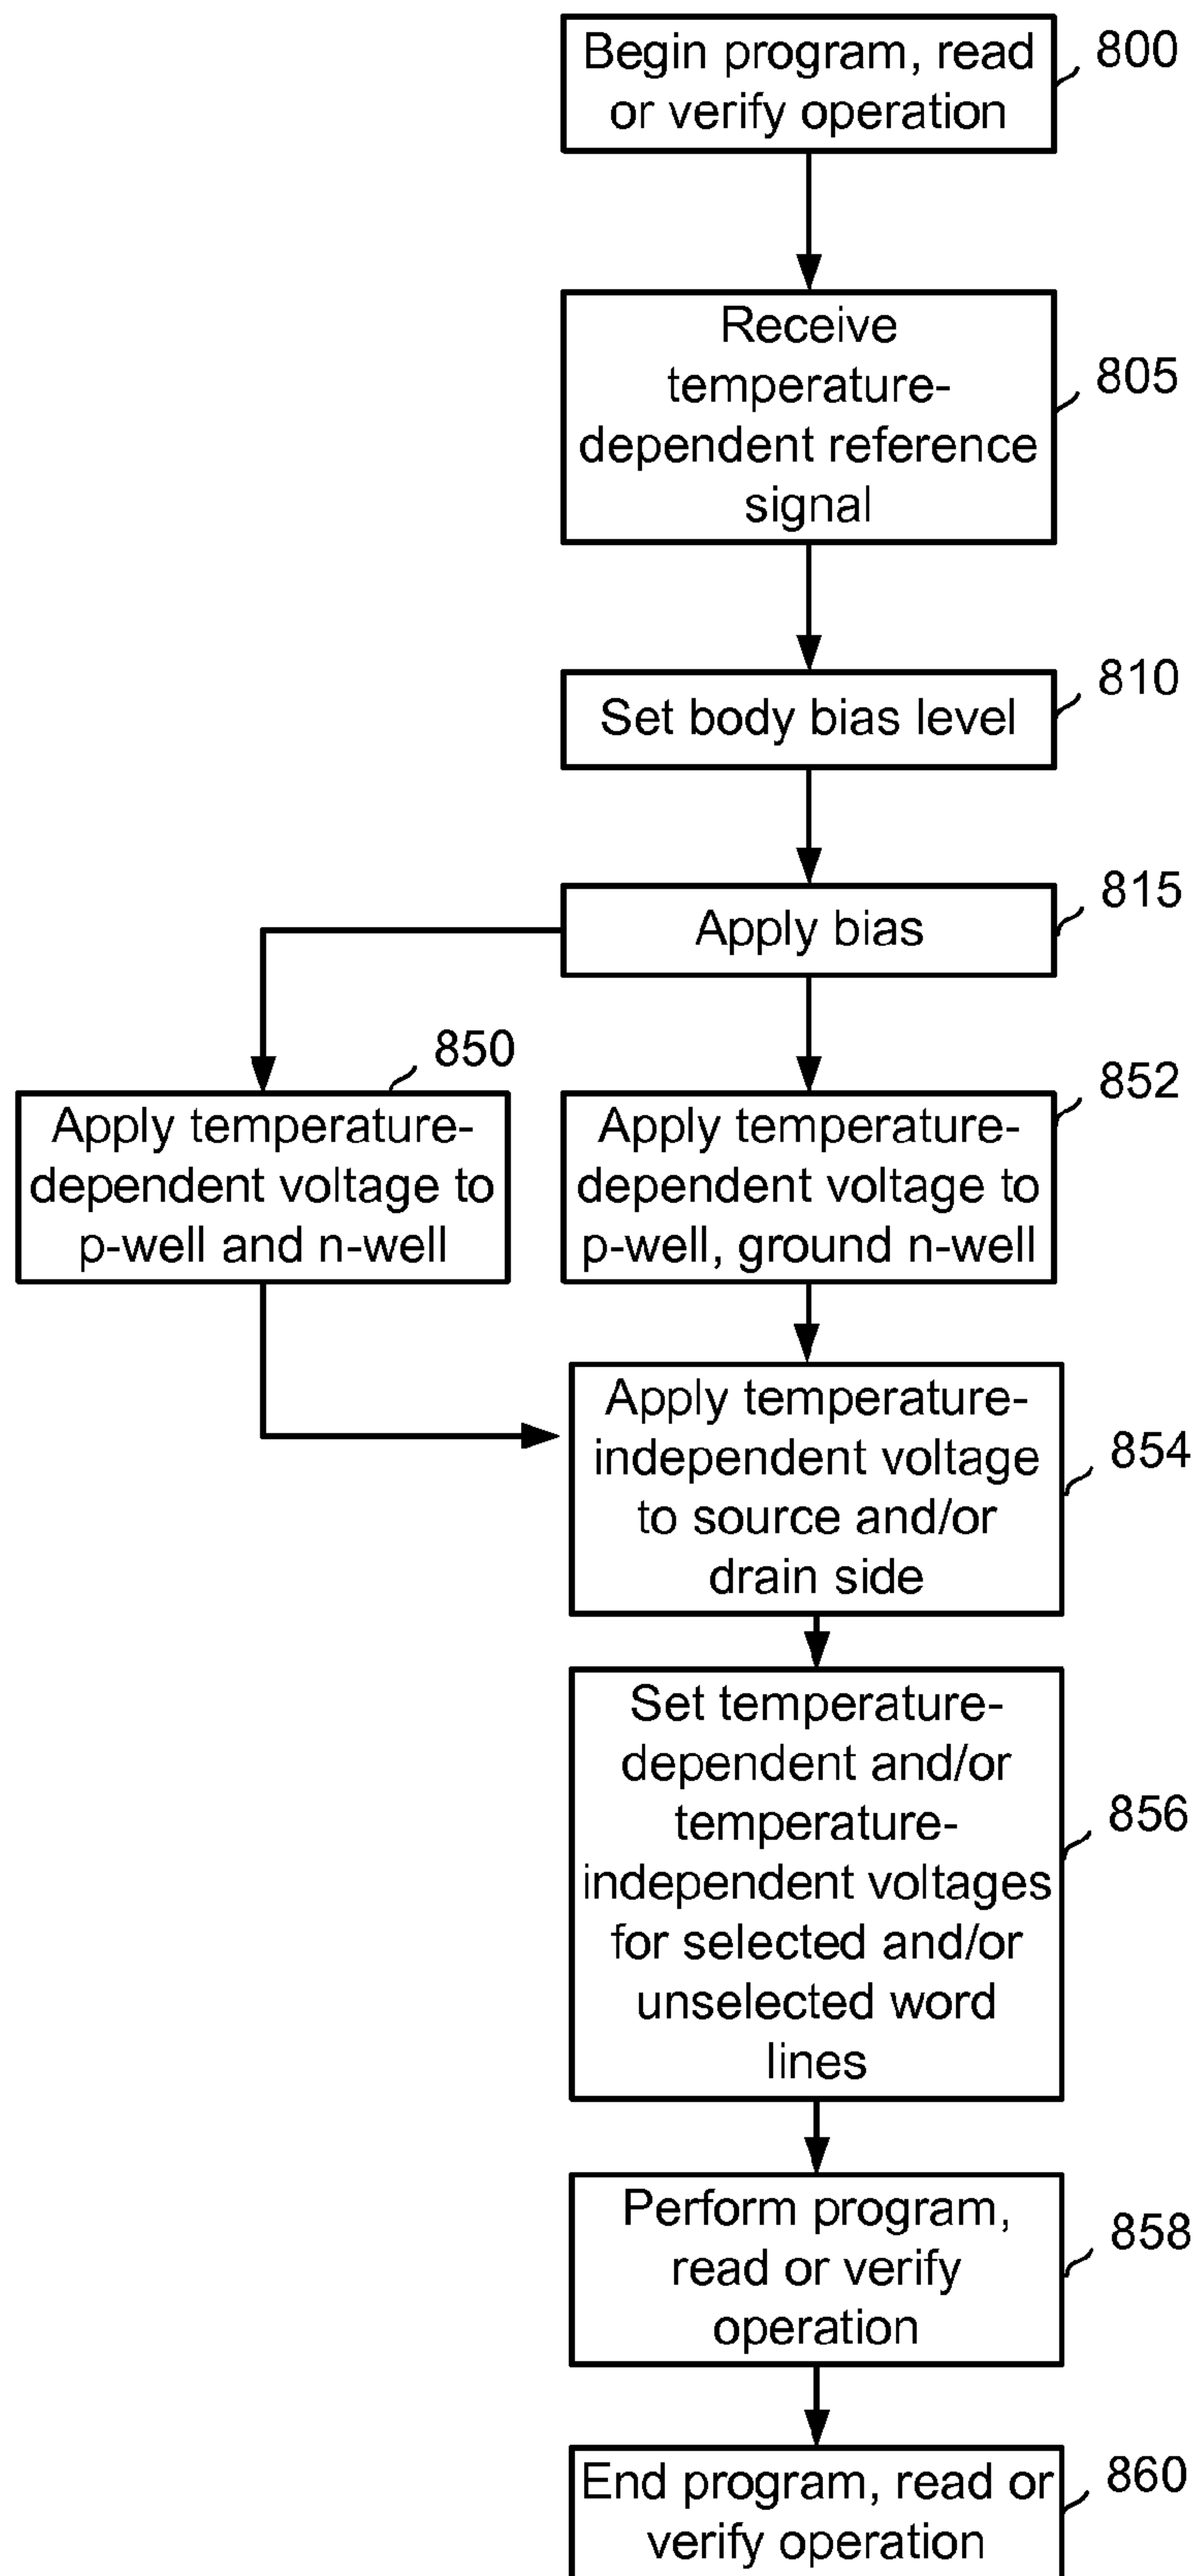 Begin program, read
or verify operation
800
Receive
temperature-
dependent reference
signal
805
Set body bias level
810
Apply bias
815
850
Apply temperature-
dependent voltage to
p-well and n-well
852
Apply temperature-
dependent voltage to
p-well, ground n-well
Apply temperature-
independent voltage
to source and/or
drain side
854
Set temperature-
dependent and/or
temperature-
independent voltages
for selected and/or
unselected word
lines
856
Perform program,
read or verify
operation
858
End program, read or
verify operation
860